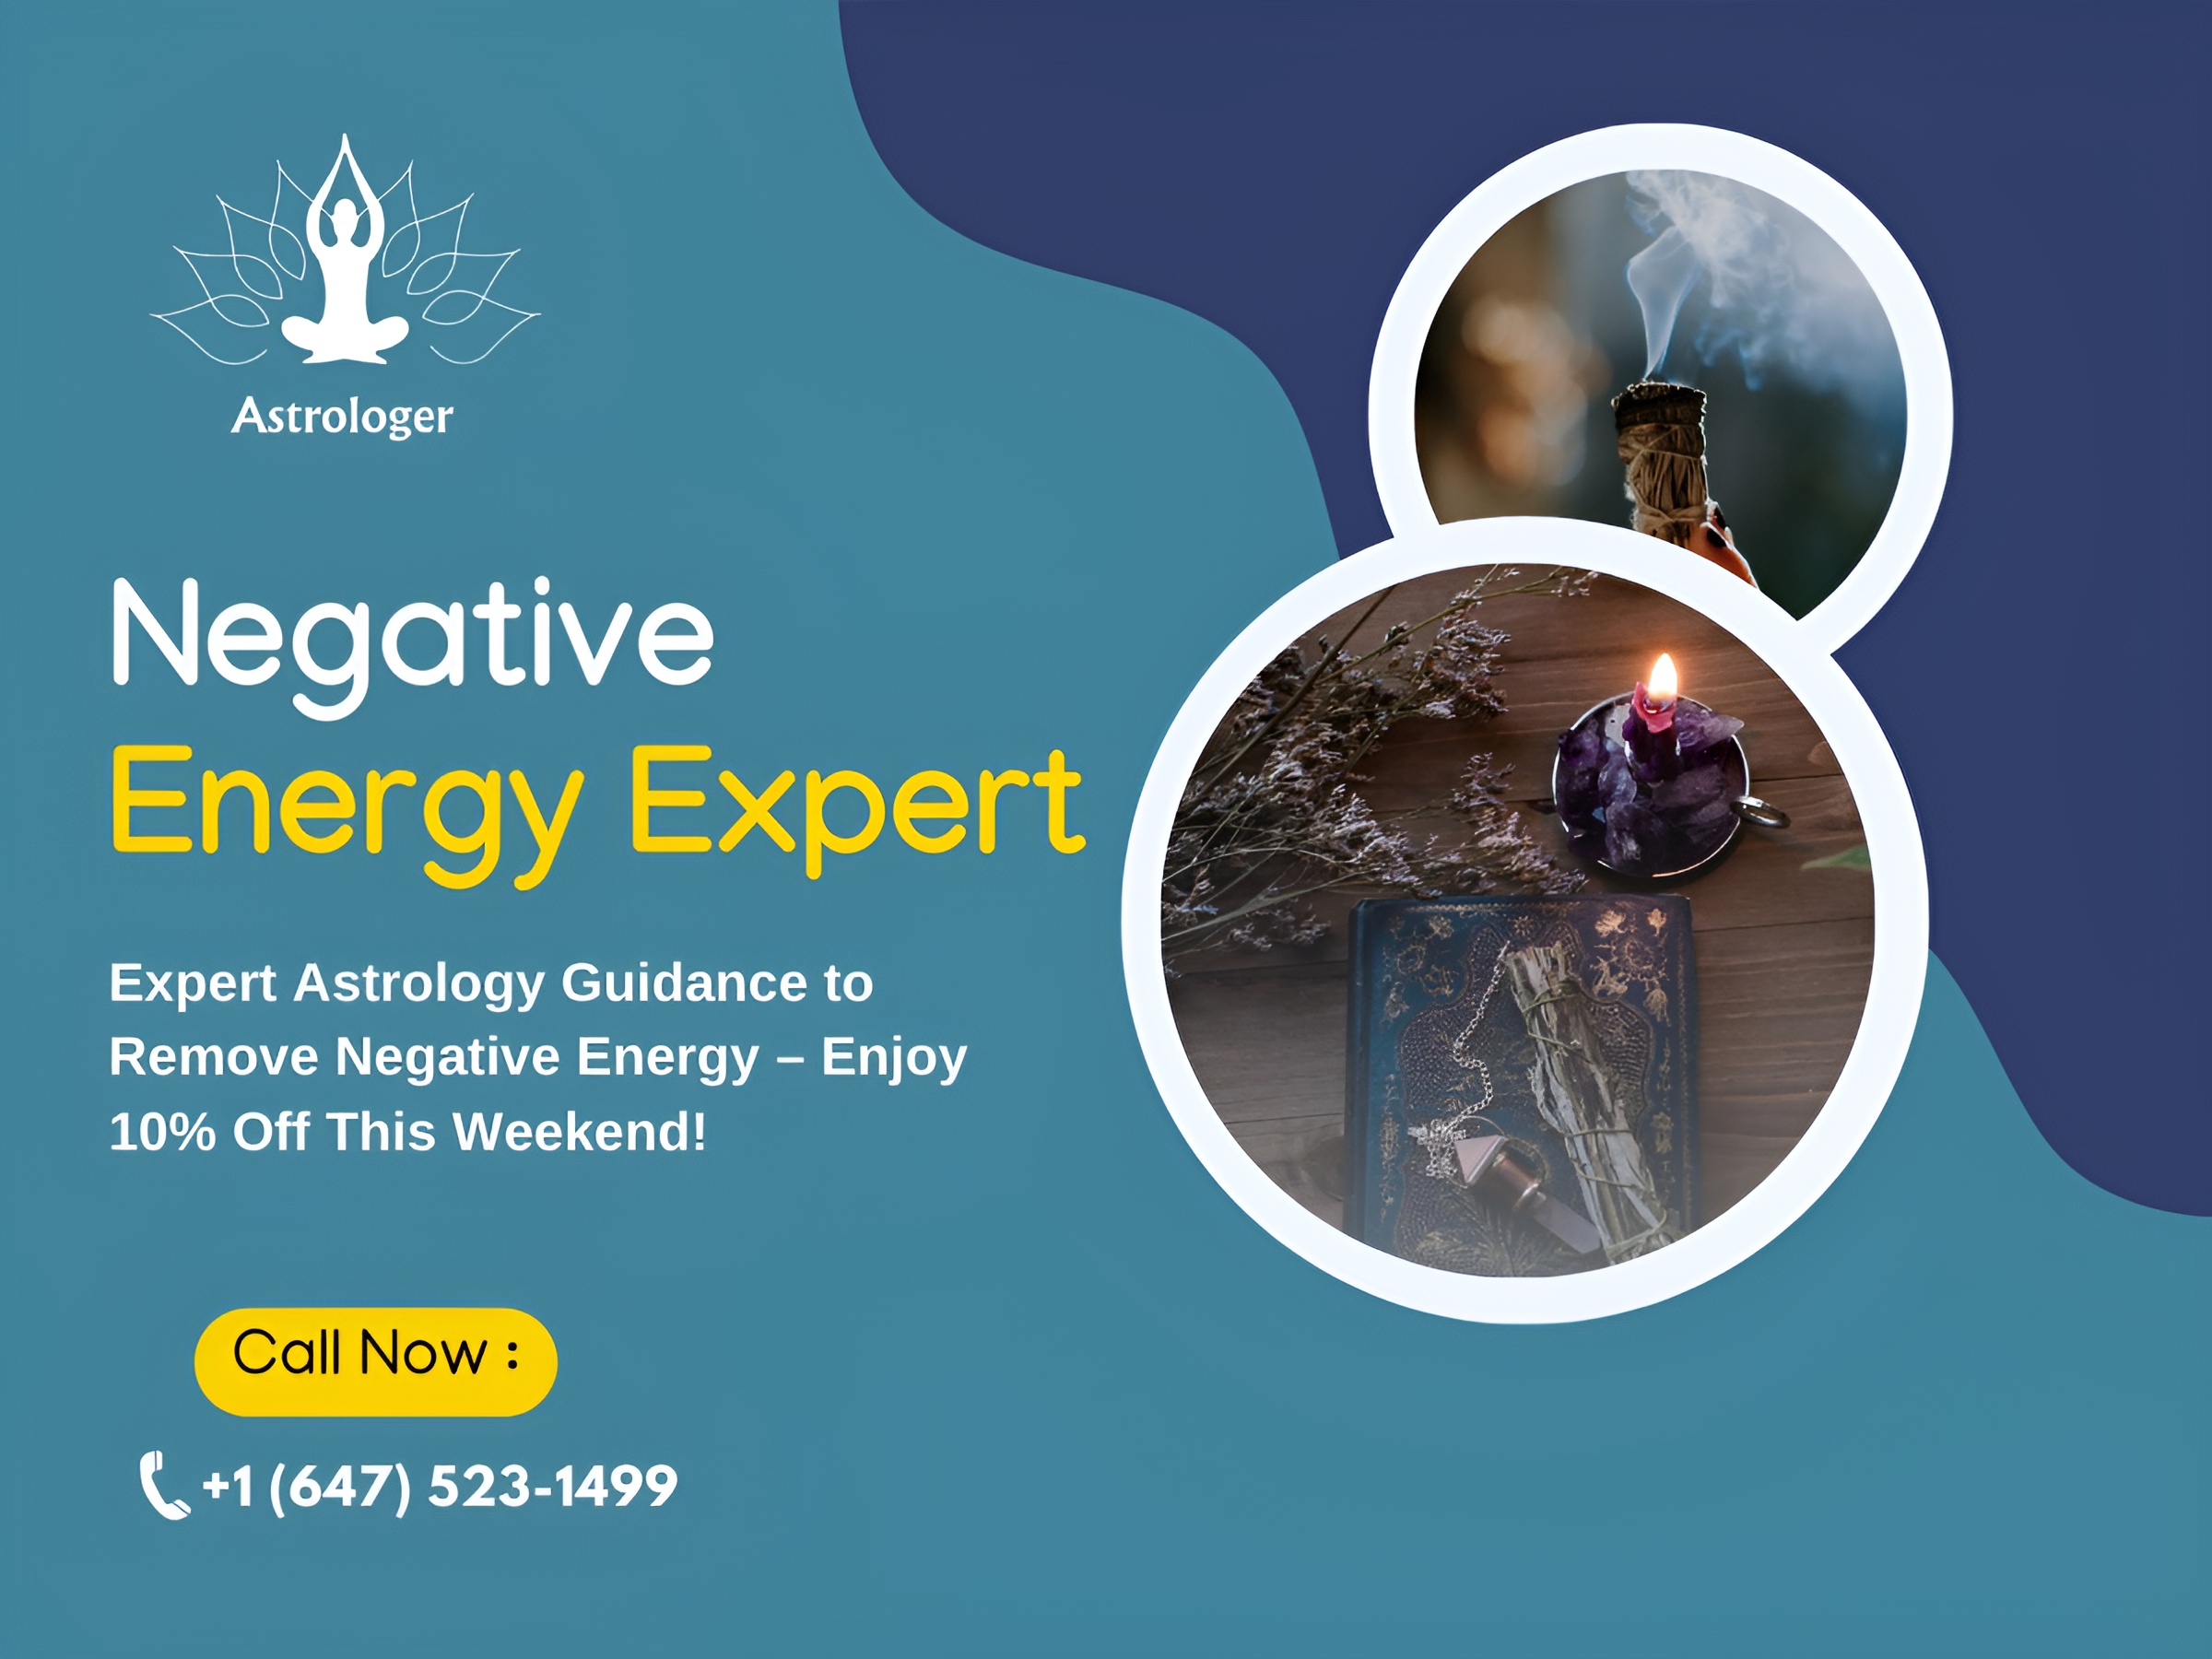 Astrologer
Negative
Energy Expert
Expert Astrology Guidance to
Remove Negative Energy – Enjoy
10% Off This Weekend!
Call Now :
+1 (647) 523-1499